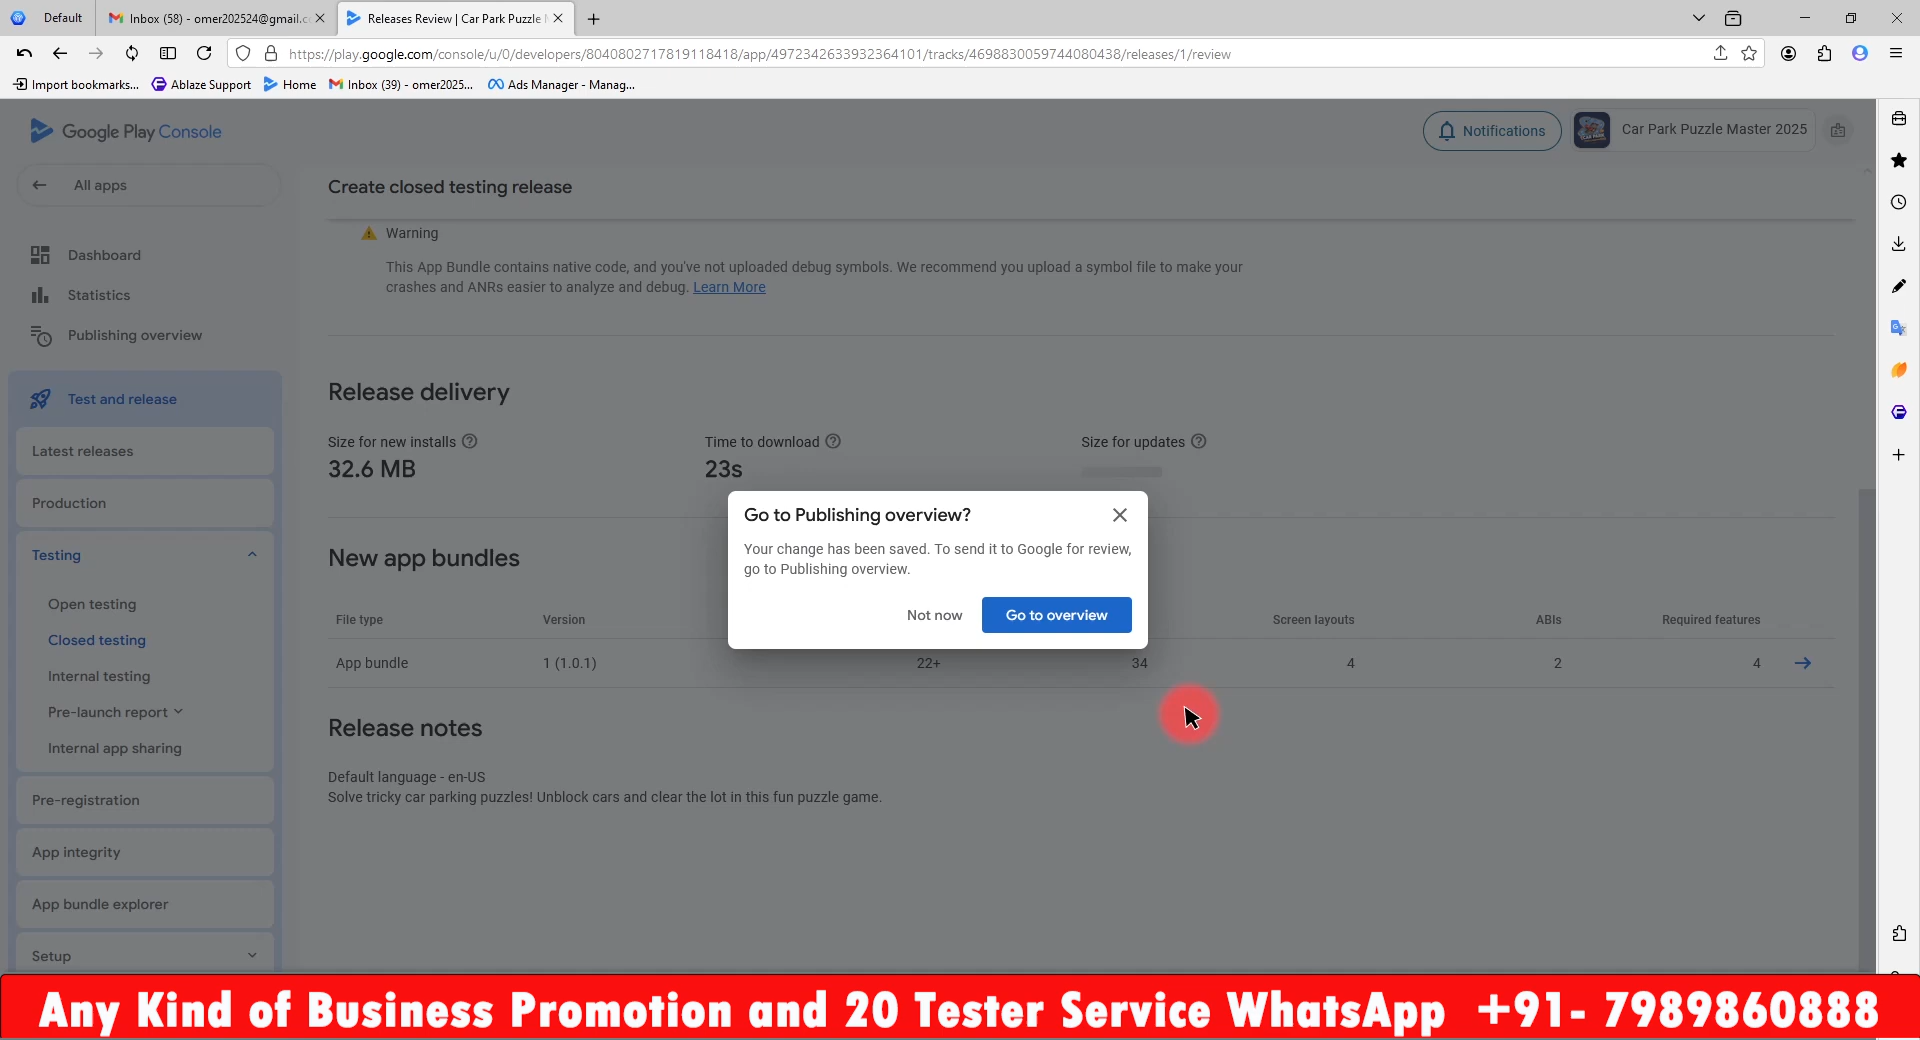 Default
Inbox (58) - omer202524@gmail.c
Releases Review | Car Park Puzzle
https://play.google.com/console/u/0/developers/8040802717819118418/app/4972342633932364101/tracks/4698830059744080438/releases/1/review
Import bookmarks...
Ablaze Support
Home
Inbox (39) - omer2025...
Ads Manager - Manag...
Google Play Console
Notifications
Car Park Puzzle Master 2025
All apps
Create closed testing release
Dashboard
Statistics
Publishing overview
Test and release
Latest releases
Production
Testing
Open testing
Closed testing
Internal testing
Pre-launch report
Internal app sharing
Pre-registration
App integrity
App bundle explorer
Setup
Warning
This App Bundle contains native code, and you've not uploaded debug symbols. We recommend you upload a symbol file to make your
crashes and ANRs easier to analyze and debug. Learn More
Release delivery
Size for new installs
Time to download
Size for updates
32.6 MB
23s
Go to Publishing overview?
Your change has been saved. To send it to Google for review,
go to Publishing overview.
Not now
Go to overview
New app bundles
File type
Version
Screen layouts
ABIs
Required features
App bundle
1 (1.0.1)
22+
34
4
2
4
Release notes
Default language - en-US
Solve tricky car parking puzzles! Unblock cars and clear the lot in this fun puzzle game.
Any Kind of Business Promotion and 20 Tester Service WhatsApp +91- 7989860888